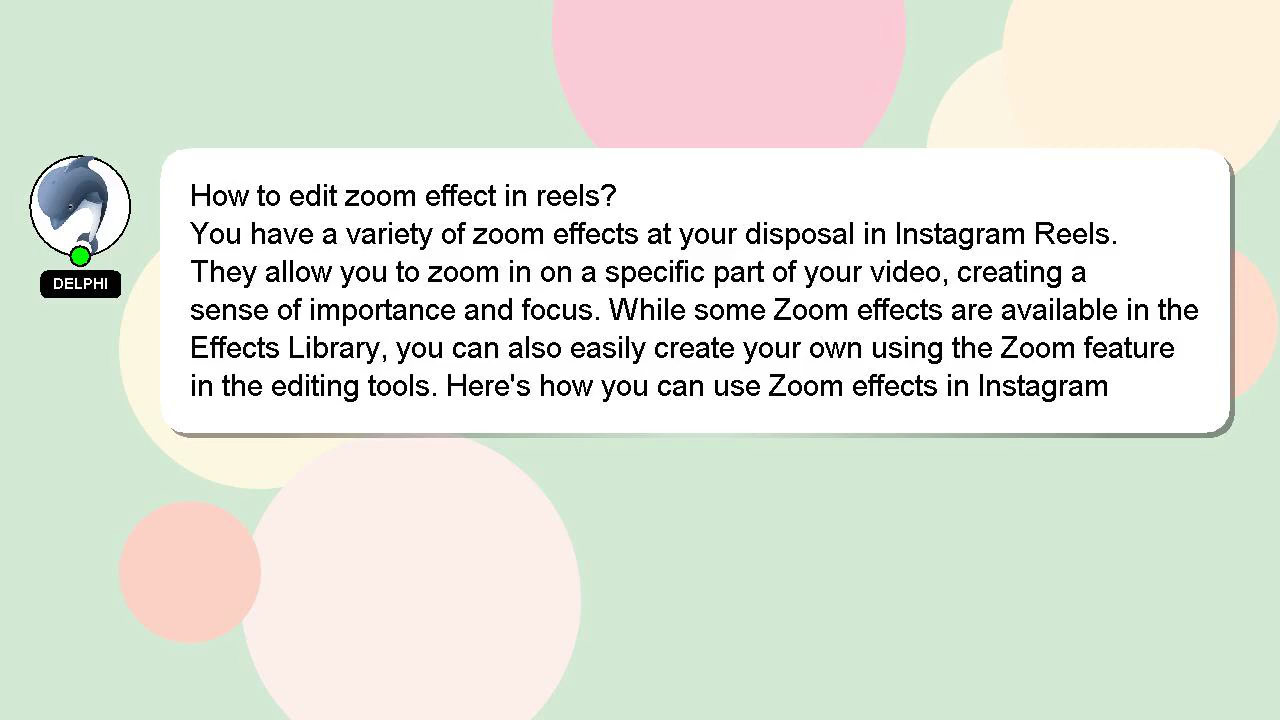 How to edit zoom effect in reels?
You have a variety of zoom effects at your disposal in Instagram Reels.
They allow you to zoom in on a specific part of your video, creating a
sense of importance and focus. While some Zoom effects are available in the
Effects Library, you can also easily create your own using the Zoom feature
in the editing tools. Here's how you can use Zoom effects in Instagram
DELPHI